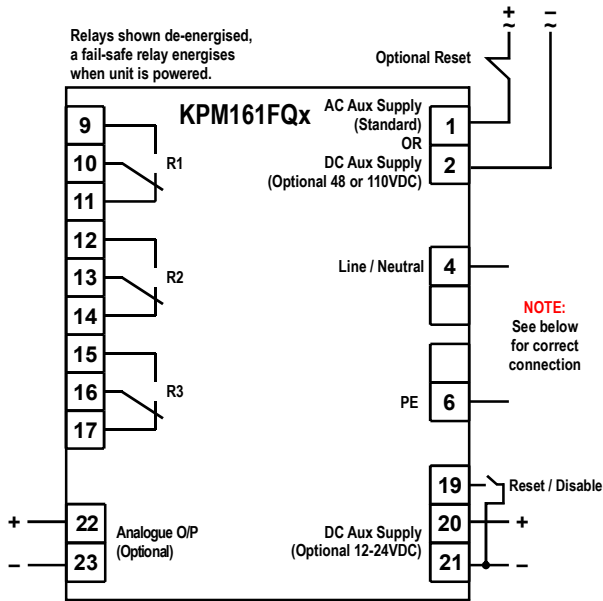 Relays shown de-energised,
a fail-safe relay energises
when unit is powered.
+ −
~ ~
Optional Reset
KPM161FQx
AC Aux Supply
(Standard)
OR
DC Aux Supply
(Optional 48 or 110VDC)
1
2
9
10
11
R1
12
13
14
R2
15
16
17
R3
Line / Neutral
4
NOTE:
See below
for correct
connection
PE
6
19
Reset / Disable
20
+
21
−
DC Aux Supply
(Optional 12-24VDC)
+
22
−
23
Analogue O/P
(Optional)